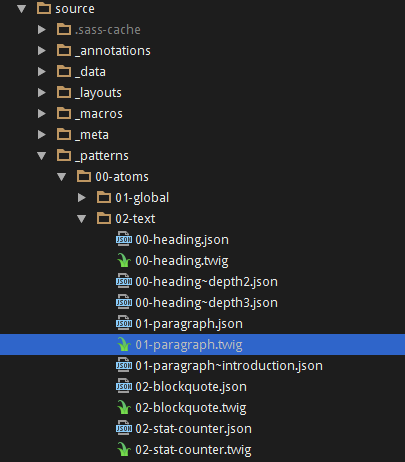 source
.sass-cache
_annotations
_data
_layouts
_macros
_meta
_patterns
00-atoms
01-global
02-text
JSON 00-heading.json
00-heading.twig
JSON 00-heading~depth2.json
JSON 00-heading~depth3.json
JSON 01-paragraph.json
01-paragraph.twig
JSON 01-paragraph~introduction.json
JSON 02-blockquote.json
02-blockquote.twig
JSON 02-stat-counter.json
02-stat-counter.twig